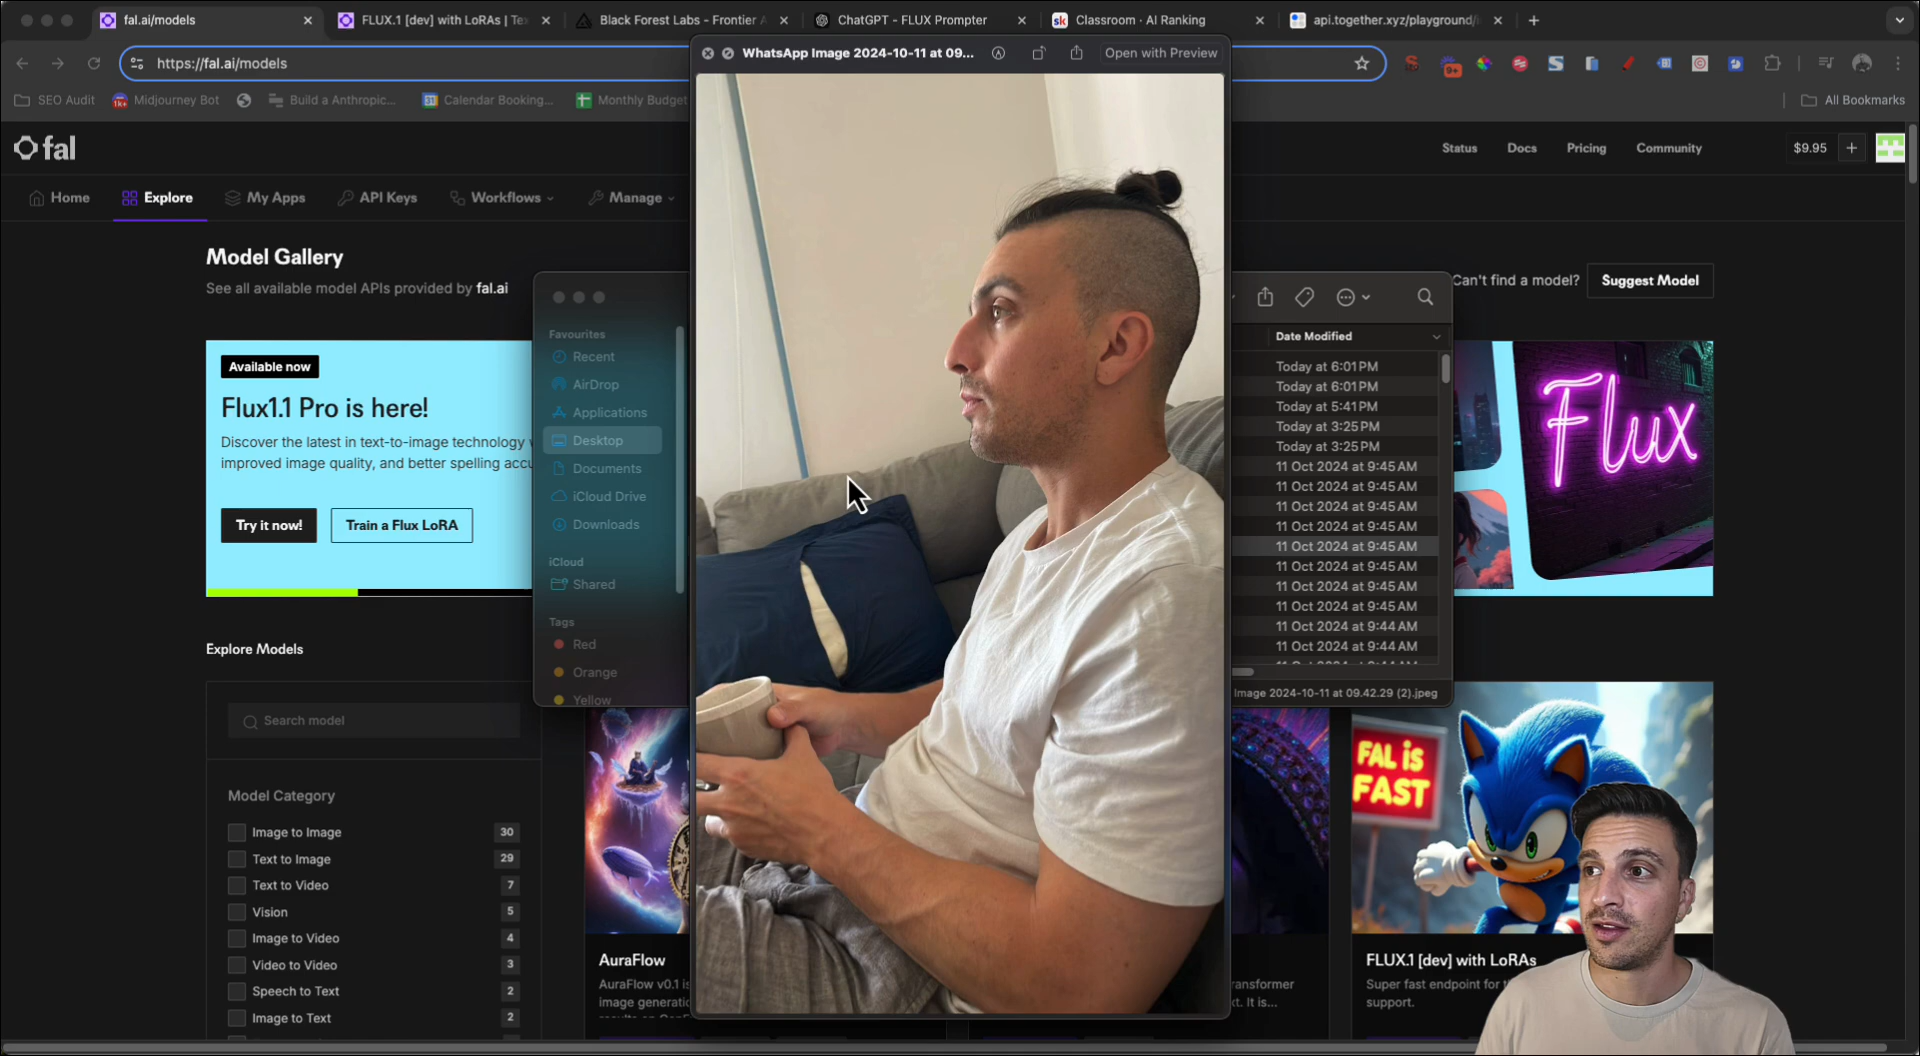 fal.ai/models
FLUX.1 [dev] with LoRAs | Tex
Black Forest Labs - Frontier A
ChatGPT - FLUX Prompter
Classroom · AI Ranking
api.together.xyz/playground/i
WhatsApp Image 2024-10-11 at 09...
Open with Preview
https://fal.ai/models
9+
SEO Audit
1k+
Midjourney Bot
Build a Anthropic...
Calendar Booking...
Monthly Budget
All Bookmarks
fal
Status
Docs
Pricing
Community
$9.95
Home
Explore
My Apps
API Keys
Workflows
Manage
Model Gallery
See all available model APIs provided by fal.ai
Can't find a model?
Suggest Model
Available now
Flux1.1 Pro is here!
Discover the latest in text-to-image technology
improved image quality, and better spelling accu
Try it now!
Train a Flux LoRA
Favourites
Recent
AirDrop
Applications
Desktop
Documents
iCloud Drive
Downloads
iCloud
Shared
Tags
Red
Orange
Yellow
Date Modified
Today at 6:01 PM
Today at 6:01 PM
Today at 5:41 PM
Today at 3:25 PM
Today at 3:25 PM
11 Oct 2024 at 9:45 AM
11 Oct 2024 at 9:45 AM
11 Oct 2024 at 9:45 AM
11 Oct 2024 at 9:45 AM
11 Oct 2024 at 9:45 AM
11 Oct 2024 at 9:45 AM
11 Oct 2024 at 9:45 AM
11 Oct 2024 at 9:45 AM
11 Oct 2024 at 9:44 AM
11 Oct 2024 at 9:44 AM
Image 2024-10-11 at 09.42.29 (2).jpeg
Flux
Explore Models
Search model
Model Category
Image to Image 30
Text to Image 29
Text to Video 7
Vision 5
Image to Video 4
Video to Video 3
Speech to Text 2
Image to Text 2
FAL iS
FAST
AuraFlow
AuraFlow v0.1 is
image generati
ransformer
xt. It is...
FLUX.1 [dev] with LoRAs
Super fast endpoint for
support.